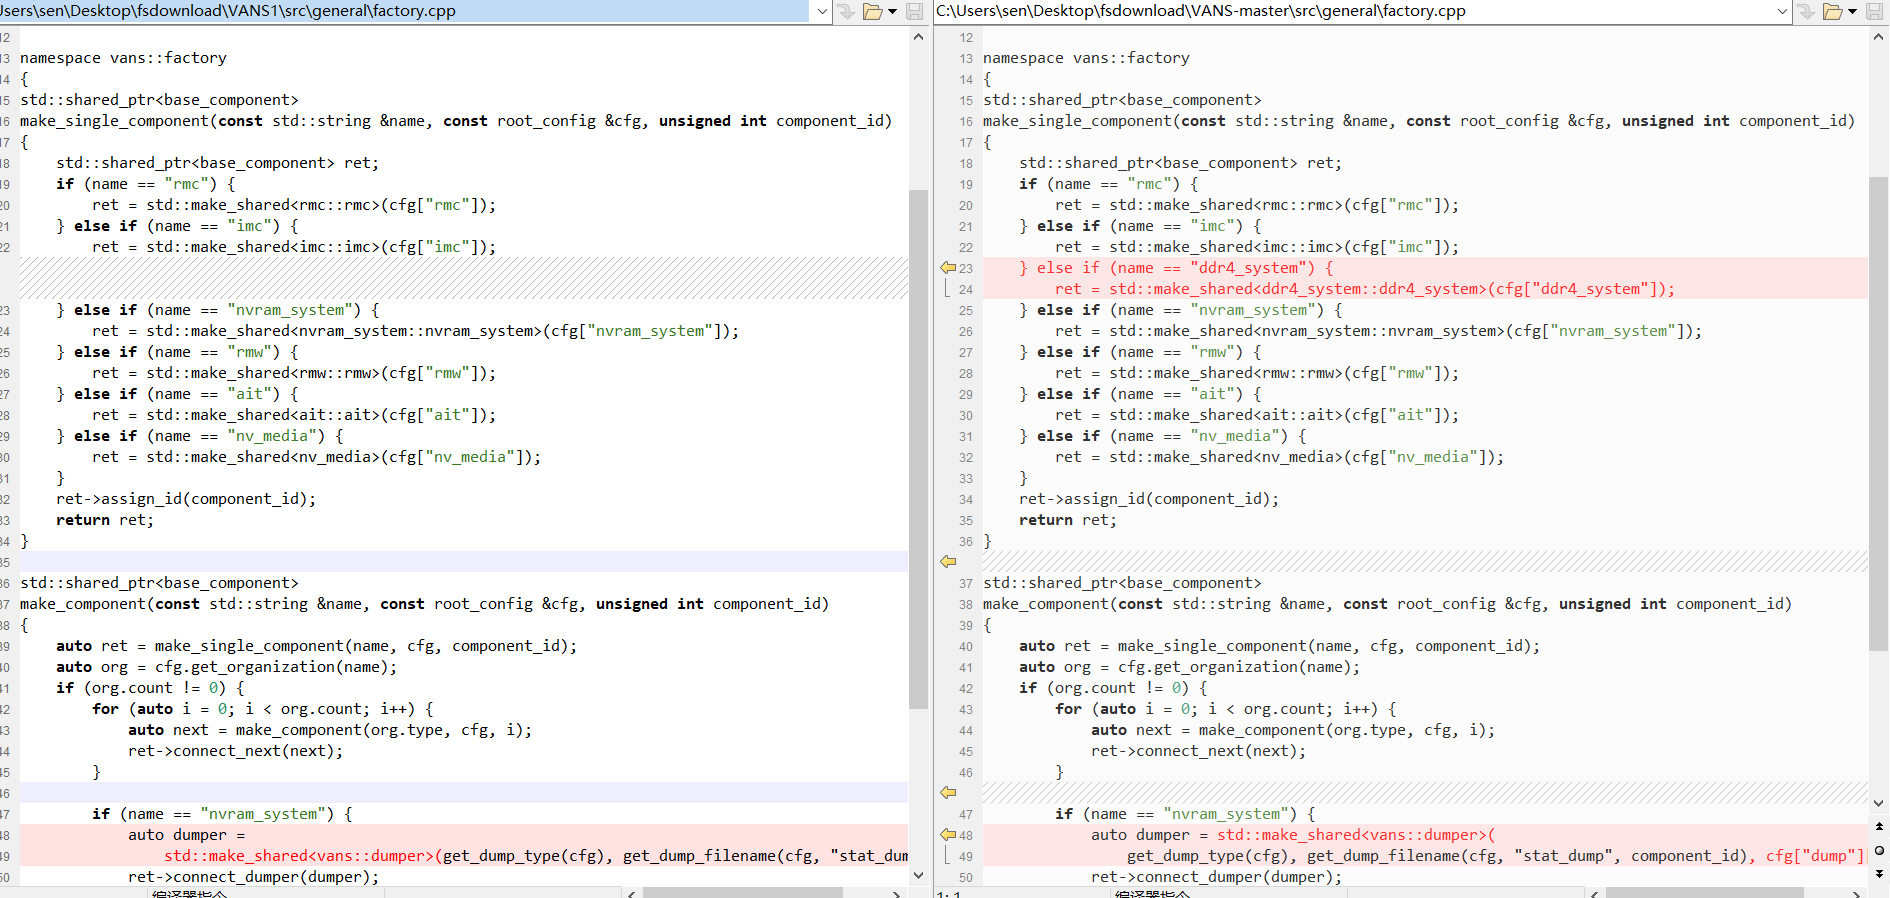 Users\sen\Desktop\fsdownload\VANS1\src\general\factory.cpp
12
13 namespace vans::factory
14 {
15 std::shared_ptr<base_component>
16 make_single_component(const std::string &name, const root_config &cfg, unsigned int component_id)
17 {
18     std::shared_ptr<base_component> ret;
19     if (name == "rmc") {
20         ret = std::make_shared<rmc::rmc>(cfg["rmc"]);
21     } else if (name == "imc") {
22         ret = std::make_shared<imc::imc>(cfg["imc"]);
23     } else if (name == "nvram_system") {
24         ret = std::make_shared<nvram_system::nvram_system>(cfg["nvram_system"]);
25     } else if (name == "rmw") {
26         ret = std::make_shared<rmw::rmw>(cfg["rmw"]);
27     } else if (name == "ait") {
28         ret = std::make_shared<ait::ait>(cfg["ait"]);
29     } else if (name == "nv_media") {
30         ret = std::make_shared<nv_media>(cfg["nv_media"]);
31     }
32     ret->assign_id(component_id);
33     return ret;
34 }
35
36 std::shared_ptr<base_component>
37 make_component(const std::string &name, const root_config &cfg, unsigned int component_id)
38 {
39     auto ret = make_single_component(name, cfg, component_id);
40     auto org = cfg.get_organization(name);
41     if (org.count != 0) {
42         for (auto i = 0; i < org.count; i++) {
43             auto next = make_component(org.type, cfg, i);
44             ret->connect_next(next);
45         }
46
47         if (name == "nvram_system") {
48             auto dumper =
49                 std::make_shared<vans::dumper>(get_dump_type(cfg), get_dump_filename(cfg, "stat_dum
50             ret->connect_dumper(dumper);
编译器指令
C:\Users\sen\Desktop\fsdownload\VANS-master\src\general\factory.cpp
12
13 namespace vans::factory
14 {
15 std::shared_ptr<base_component>
16 make_single_component(const std::string &name, const root_config &cfg, unsigned int component_id)
17 {
18     std::shared_ptr<base_component> ret;
19     if (name == "rmc") {
20         ret = std::make_shared<rmc::rmc>(cfg["rmc"]);
21     } else if (name == "imc") {
22         ret = std::make_shared<imc::imc>(cfg["imc"]);
23     } else if (name == "ddr4_system") {
24         ret = std::make_shared<ddr4_system::ddr4_system>(cfg["ddr4_system"]);
25     } else if (name == "nvram_system") {
26         ret = std::make_shared<nvram_system::nvram_system>(cfg["nvram_system"]);
27     } else if (name == "rmw") {
28         ret = std::make_shared<rmw::rmw>(cfg["rmw"]);
29     } else if (name == "ait") {
30         ret = std::make_shared<ait::ait>(cfg["ait"]);
31     } else if (name == "nv_media") {
32         ret = std::make_shared<nv_media>(cfg["nv_media"]);
33     }
34     ret->assign_id(component_id);
35     return ret;
36 }
37 std::shared_ptr<base_component>
38 make_component(const std::string &name, const root_config &cfg, unsigned int component_id)
39 {
40     auto ret = make_single_component(name, cfg, component_id);
41     auto org = cfg.get_organization(name);
42     if (org.count != 0) {
43         for (auto i = 0; i < org.count; i++) {
44             auto next = make_component(org.type, cfg, i);
45             ret->connect_next(next);
46         }
47         if (name == "nvram_system") {
48             auto dumper = std::make_shared<vans::dumper>(
49                 get_dump_type(cfg), get_dump_filename(cfg, "stat_dump", component_id), cfg["dump"]
50             ret->connect_dumper(dumper);
1: 1 编译器指令